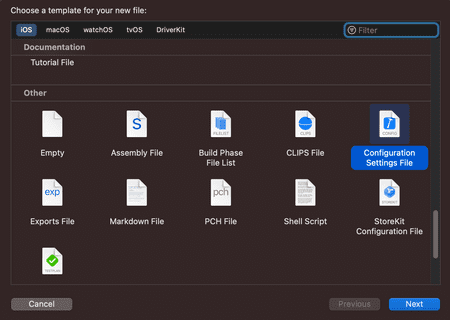 Choose a template for your new file:
iOS macOS watchOS tvOS DriverKit Filter
Documentation
Tutorial File
Other
S FILELIST CLIPS CONFIG
Empty Assembly File Build Phase File List CLIPS File Configuration Settings File
exp pch STOREKIT
Exports File Markdown File PCH File Shell Script StoreKit Configuration File
TESTPLAN
Cancel Previous Next